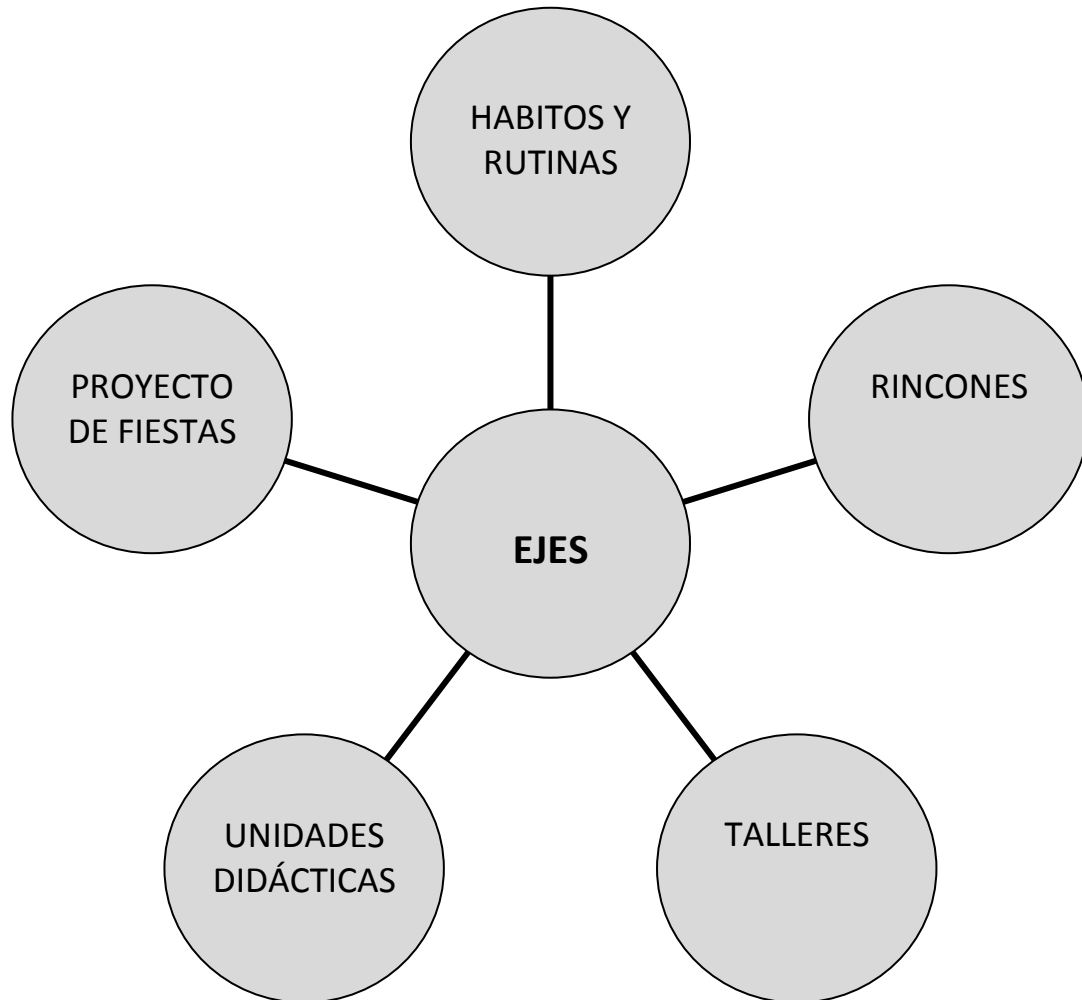 HABITOS Y
RUTINAS
PROYECTO
DE FIESTAS
RINCONES
EJES
UNIDADES
DIDÁCTICAS
TALLERES